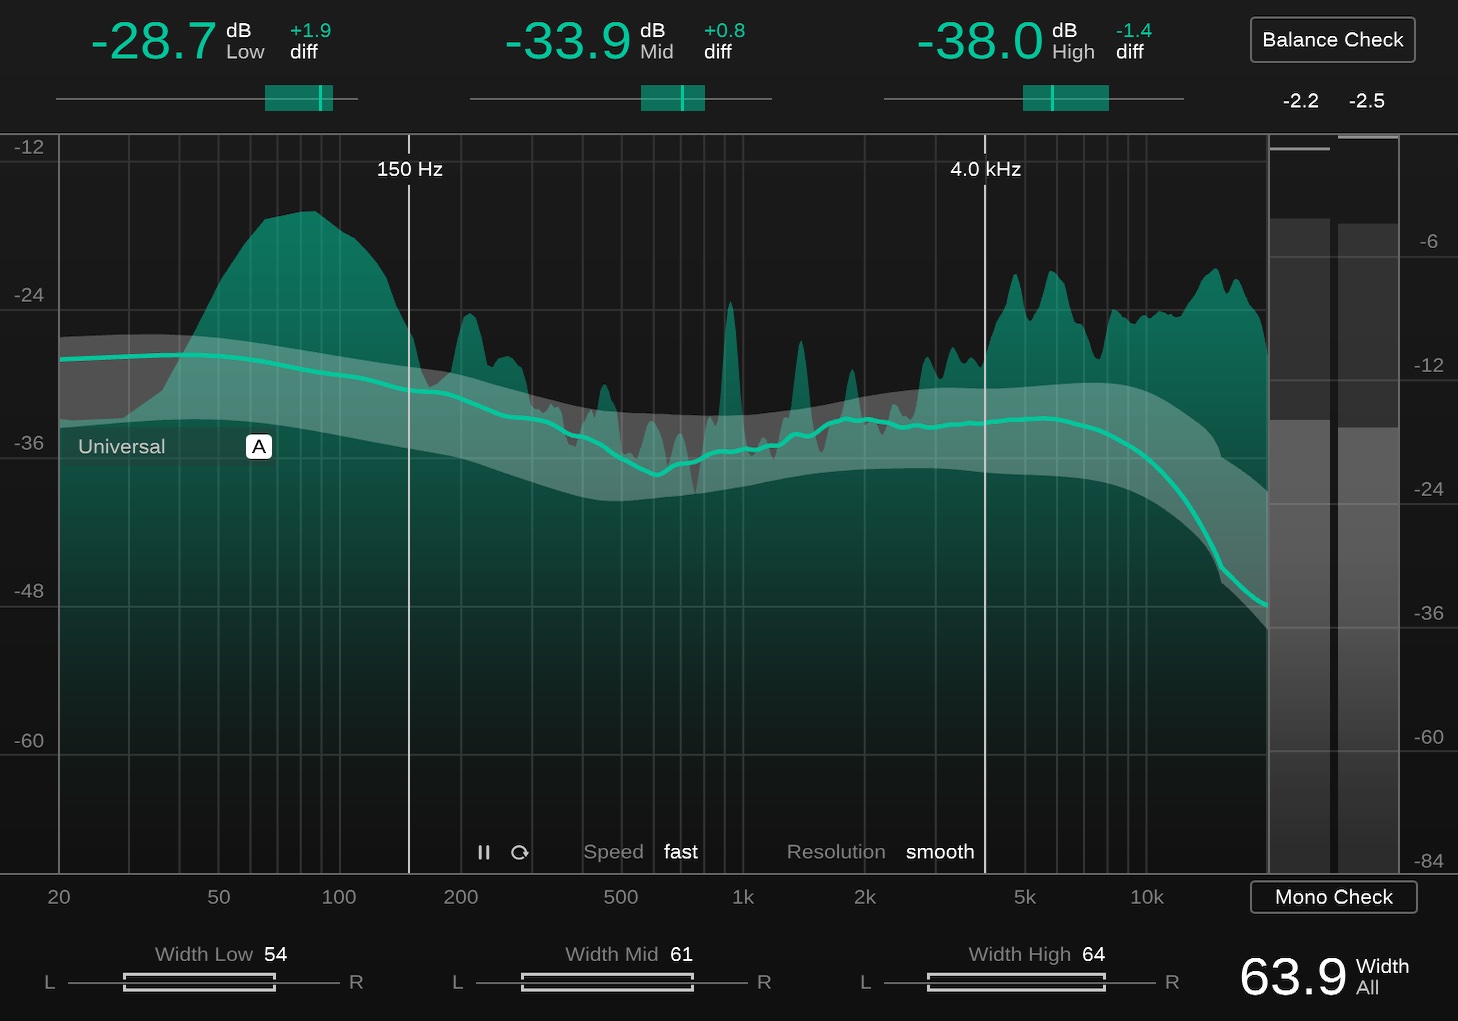 -28.7 dB Low +1.9 diff
-33.9 dB Mid +0.8 diff
-38.0 dB High -1.4 diff
Balance Check
-2.2 -2.5
-12
150 Hz
4.0 kHz
-6
-24
-12
-36
Universal A
-24
-48
-36
-60
-60
Speed fast
Resolution smooth
-84
20 50 100 200 500 1k 2k 5k 10k
Mono Check
Width Low 54
L R
Width Mid 61
L R
Width High 64
L R
63.9 Width All